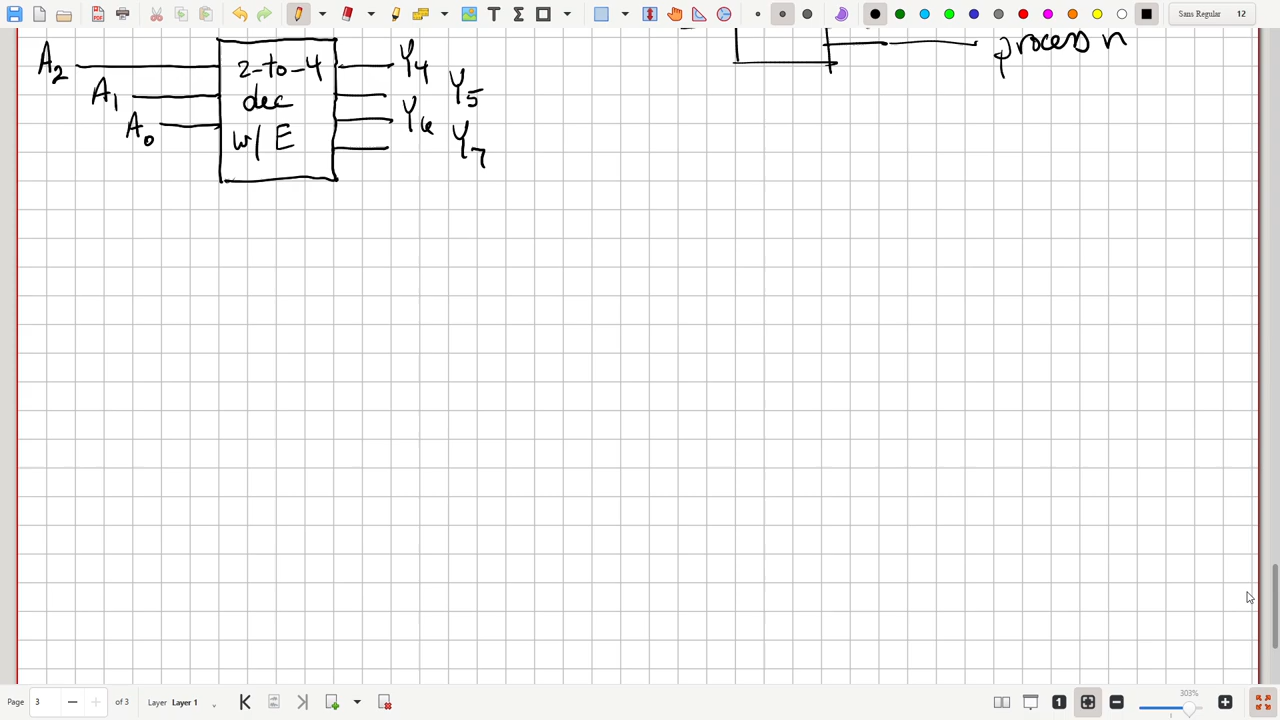 Sans Regular 12
process n
A2 2-to-4 Y4
A1 dec Y5
A0 w/ E Y6
Y7
Page 3 of 3 Layer Layer 1 303%